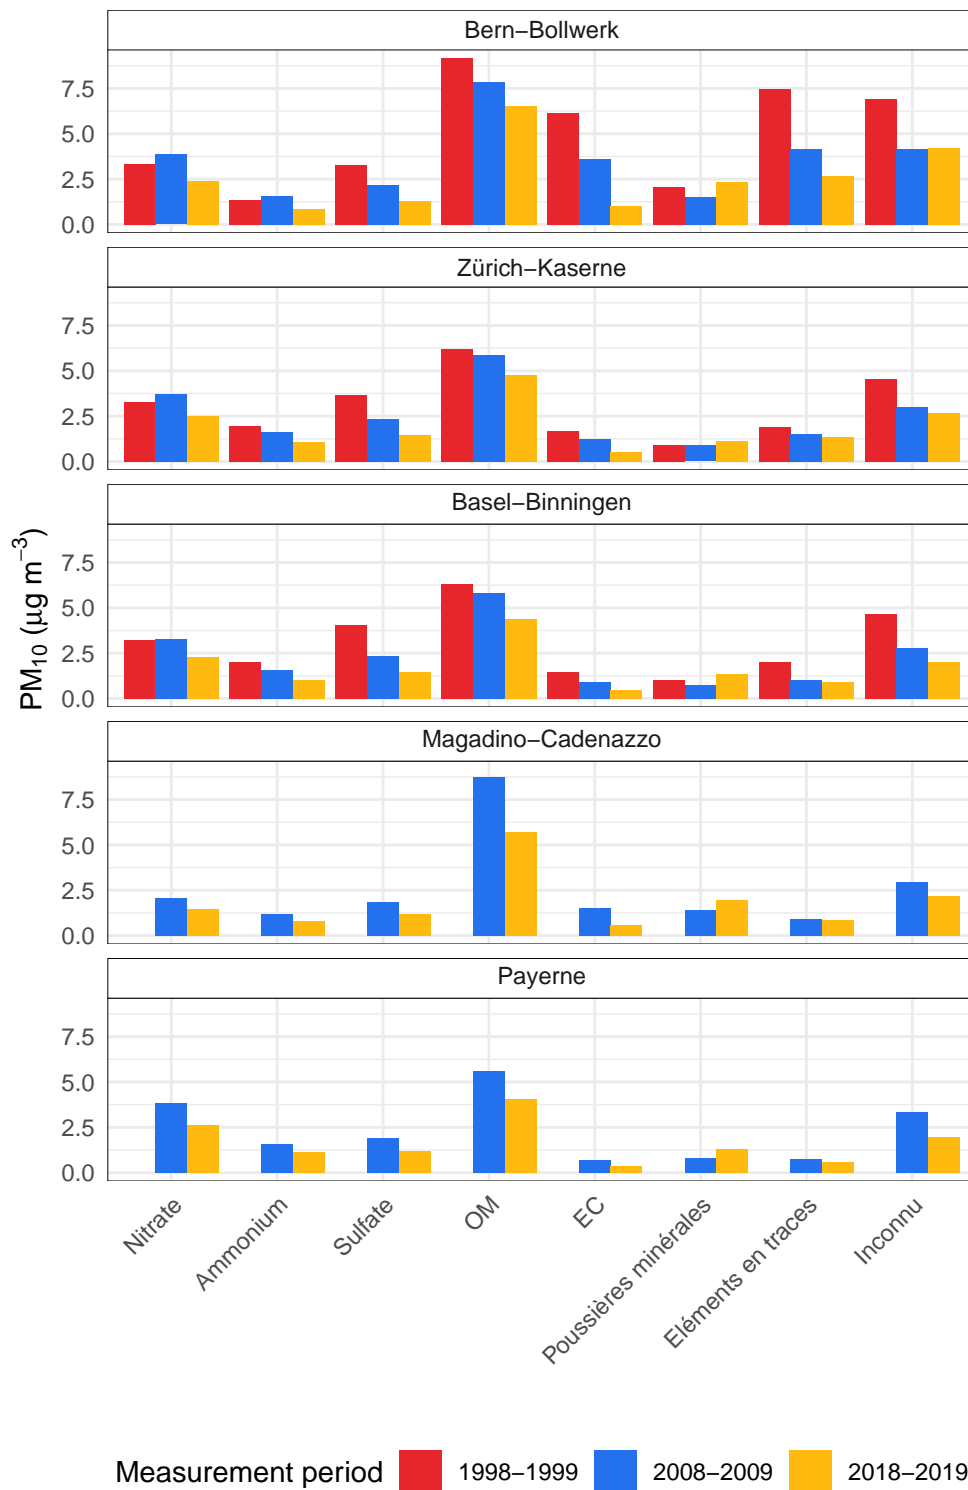 Bern−Bollwerk
7.5
5.0
2.5
0.0
Zürich−Kaserne
7.5
5.0
2.5
0.0
Basel−Binningen
7.5
5.0
2.5
0.0
Magadino−Cadenazzo
7.5
5.0
2.5
0.0
Payerne
7.5
5.0
2.5
0.0
PM₁₀ (μg m⁻³)
Nitrate
Ammonium
Sulfate
OM
EC
Poussières minérales
Eléments en traces
Inconnu
Measurement period 1998−1999 2008−2009 2018−2019